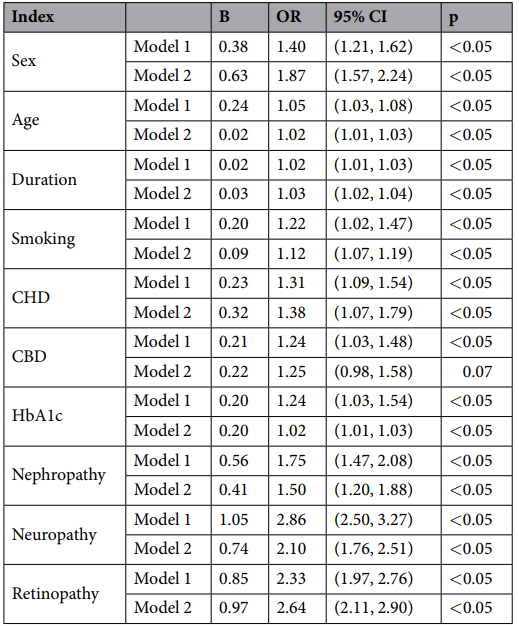 Index B OR 95% CI p
Sex Model 1 0.38 1.40 (1.21, 1.62) <0.05
Model 2 0.63 1.87 (1.57, 2.24) <0.05
Age Model 1 0.24 1.05 (1.03, 1.08) <0.05
Model 2 0.02 1.02 (1.01, 1.03) <0.05
Duration Model 1 0.02 1.02 (1.01, 1.03) <0.05
Model 2 0.03 1.03 (1.02, 1.04) <0.05
Smoking Model 1 0.20 1.22 (1.02, 1.47) <0.05
Model 2 0.09 1.12 (1.07, 1.19) <0.05
CHD Model 1 0.23 1.31 (1.09, 1.54) <0.05
Model 2 0.32 1.38 (1.07, 1.79) <0.05
CBD Model 1 0.21 1.24 (1.03, 1.48) <0.05
Model 2 0.22 1.25 (0.98, 1.58) 0.07
HbA1c Model 1 0.20 1.24 (1.03, 1.54) <0.05
Model 2 0.20 1.02 (1.01, 1.03) <0.05
Nephropathy Model 1 0.56 1.75 (1.47, 2.08) <0.05
Model 2 0.41 1.50 (1.20, 1.88) <0.05
Neuropathy Model 1 1.05 2.86 (2.50, 3.27) <0.05
Model 2 0.74 2.10 (1.76, 2.51) <0.05
Retinopathy Model 1 0.85 2.33 (1.97, 2.76) <0.05
Model 2 0.97 2.64 (2.11, 2.90) <0.05